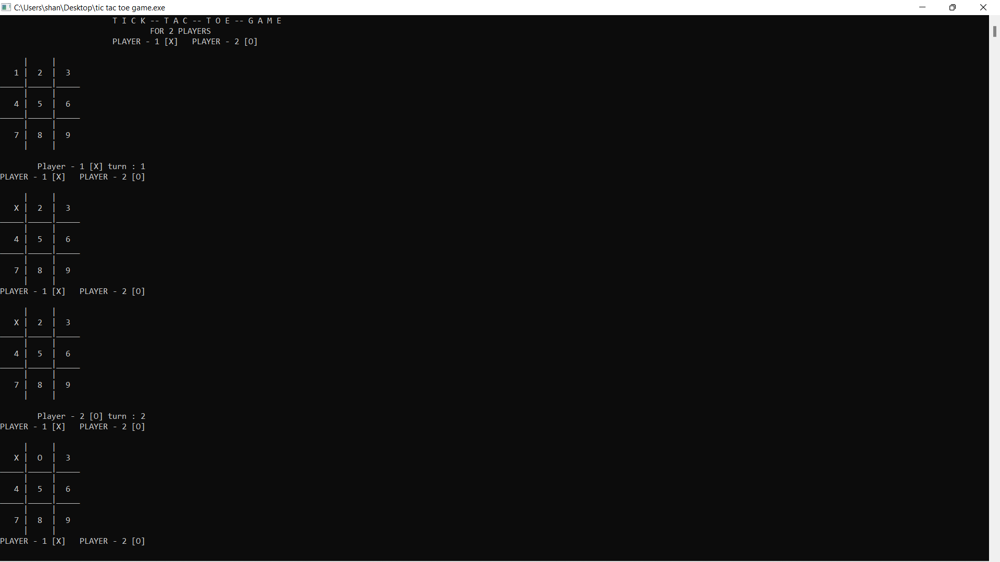 C:\Users\shan\Desktop\tic tac toe game.exe
T I C K -- T A C -- T O E -- G A M E
FOR 2 PLAYERS
PLAYER - 1 [X]   PLAYER - 2 [O]
     |     |
   1 |  2  |  3
_____|_____|_____
     |     |
   4 |  5  |  6
_____|_____|_____
     |     |
   7 |  8  |  9
     |     |
Player - 1 [X] turn : 1
PLAYER - 1 [X]   PLAYER - 2 [O]
     |     |
   X |  2  |  3
_____|_____|_____
     |     |
   4 |  5  |  6
_____|_____|_____
     |     |
   7 |  8  |  9
     |     |
PLAYER - 1 [X]   PLAYER - 2 [O]
     |     |
   X |  2  |  3
_____|_____|_____
     |     |
   4 |  5  |  6
_____|_____|_____
     |     |
   7 |  8  |  9
     |     |
Player - 2 [O] turn : 2
PLAYER - 1 [X]   PLAYER - 2 [O]
     |     |
   X |  O  |  3
_____|_____|_____
     |     |
   4 |  5  |  6
_____|_____|_____
     |     |
   7 |  8  |  9
     |     |
PLAYER - 1 [X]   PLAYER - 2 [O]